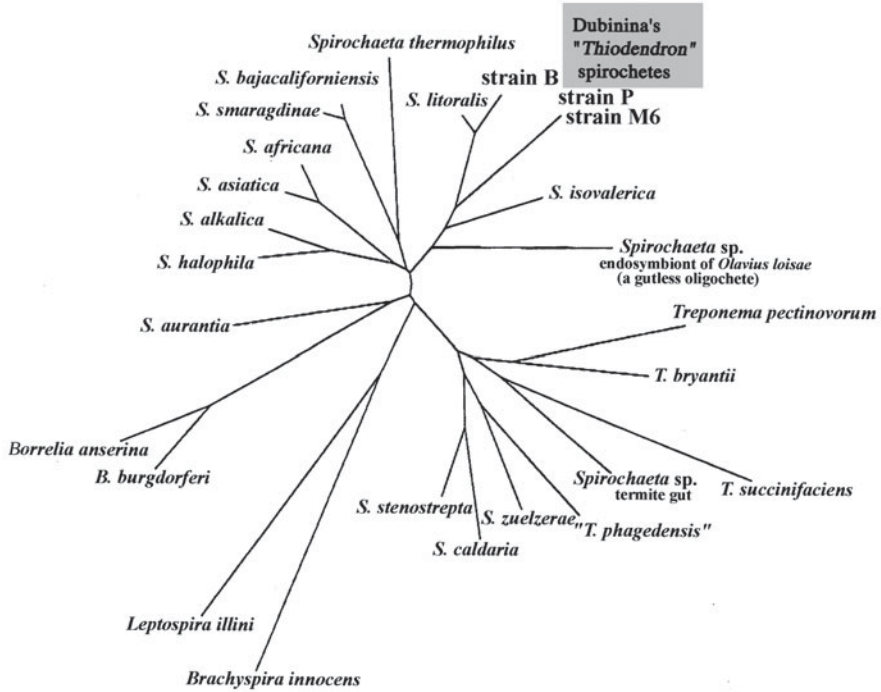 Dubinina's
"Thiodendron"
spirochetes
Spirochaeta thermophilus
S. bajacaliforniensis
strain B
S. litoralis
strain P
S. smaragdinae
strain M6
S. africana
S. asiatica
S. isovalerica
S. alkalica
Spirochaeta sp.
S. halophila
endosymbiont of Olavius loisae
(a gutless oligochete)
Treponema pectinovorum
S. aurantia
T. bryantii
Borrelia anserina
B. burgdorferi
Spirochaeta sp.
termite gut
T. succinifaciens
S. stenostrepta
S. zuelzerae
"T. phagedensis"
S. caldaria
Leptospira illini
Brachyspira innocens